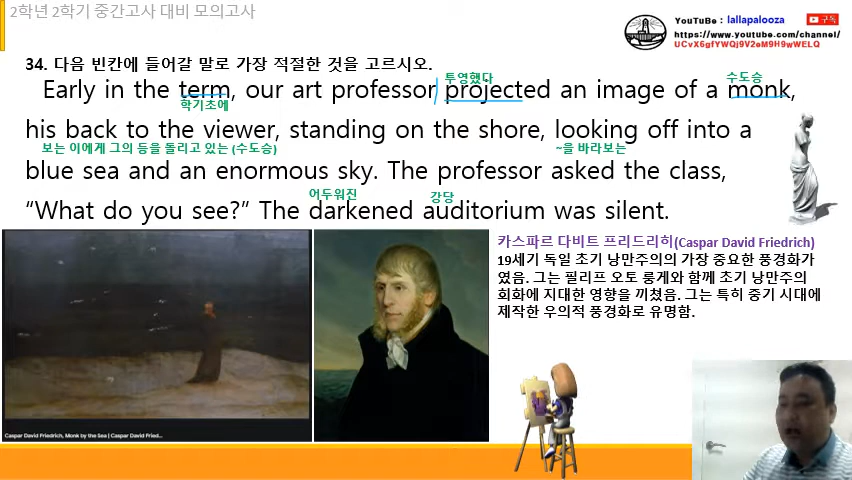 2학년 2학기 중간고사 대비 모의고사
YouTuBe : lallapalooza
구독
https://www.youtube.com/channel/
UCvX6gfYWQj9V2eM9H9wWELQ
34. 다음 빈칸에 들어갈 말로 가장 적절한 것을 고르시오.
Early in the term, our art professor projected an image of a monk,
투영했다
수도승
학기초에
his back to the viewer, standing on the shore, looking off into a
보는 이에게 그의 등을 돌리고 있는 (수도승)
~을 바라보는
blue sea and an enormous sky. The professor asked the class,
어두워진
강당
“What do you see?” The darkened auditorium was silent.
카스파르 다비트 프리드리히(Caspar David Friedrich)
19세기 독일 초기 낭만주의의 가장 중요한 풍경화가
였음. 그는 필리프 오토 룽게와 함께 초기 낭만주의
회화에 지대한 영향을 끼쳤음. 그는 특히 중기 시대에
제작한 우의적 풍경화로 유명함.
Caspar David Friedrich, Monk by the Sea | Caspar David Fried...